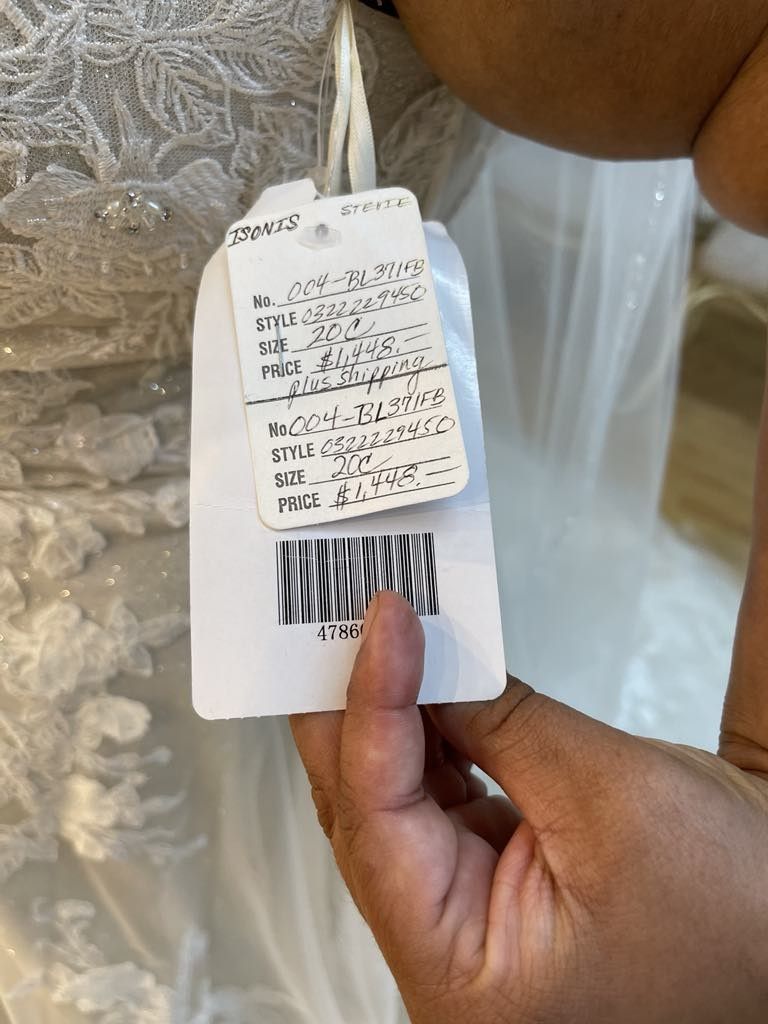 ISONIS STEVIE
No. 004-BL371FB
STYLE 0322229450
SIZE 20C
PRICE $1,448.
plus shipping
No 004-BL371FB
STYLE 0322229450
SIZE 20C
PRICE $1,448.